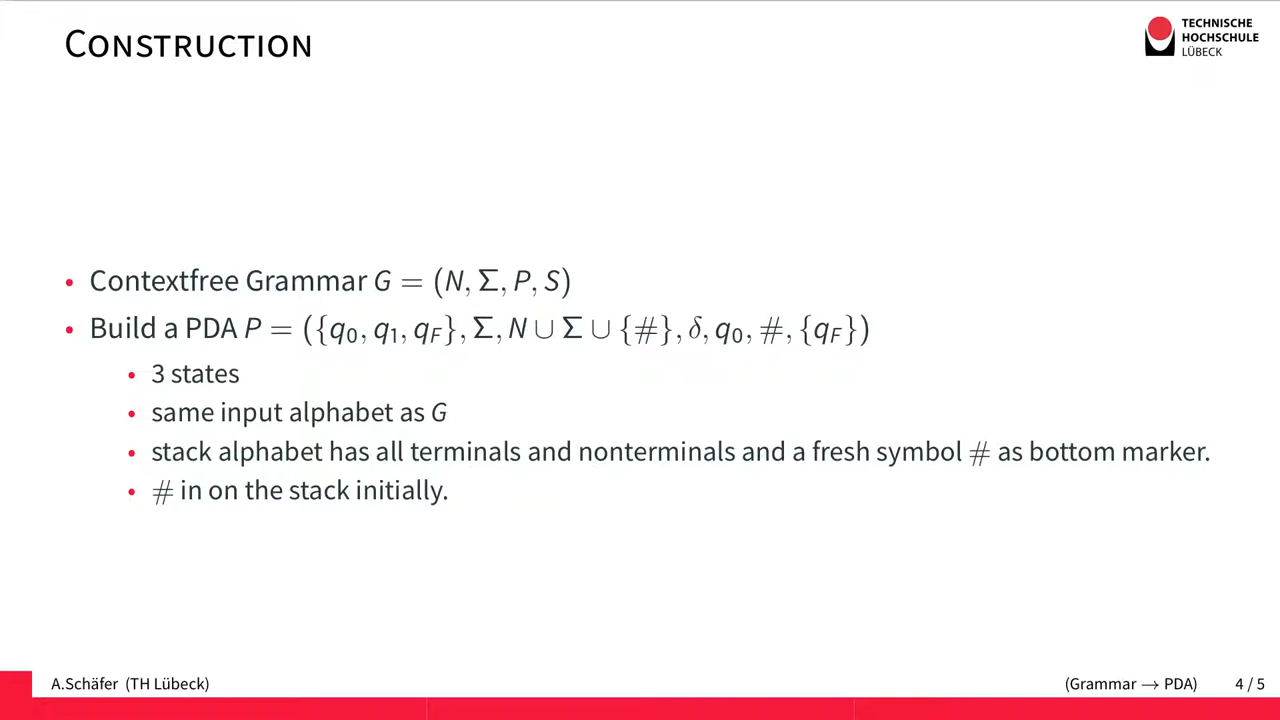 CONSTRUCTION
TECHNISCHE
HOCHSCHULE
LÜBECK
• Contextfree Grammar G = (N, Σ, P, S)
• Build a PDA P = ({q₀, q₁, q_F}, Σ, N ∪ Σ ∪ {#}, δ, q₀, #, {q_F})
• 3 states
• same input alphabet as G
• stack alphabet has all terminals and nonterminals and a fresh symbol # as bottom marker.
• # in on the stack initially.
A.Schäfer (TH Lübeck)
(Grammar → PDA) 4 / 5